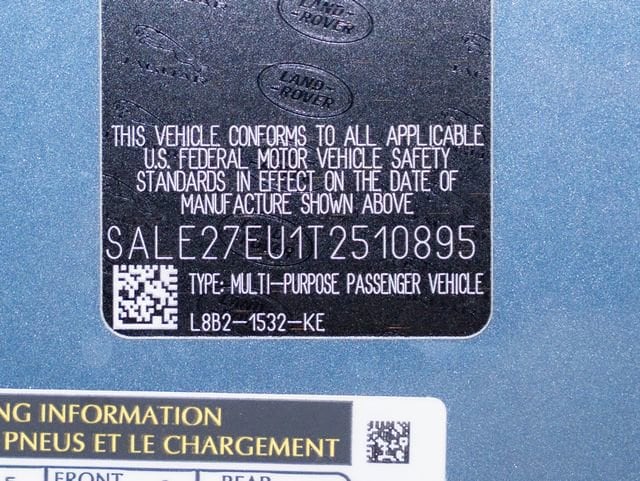 LAND-
-ROVER
JAGUAR
LAND-
-ROVER
THIS VEHICLE CONFORMS TO ALL APPLICABLE
U.S. FEDERAL MOTOR VEHICLE SAFETY
STANDARDS IN EFFECT ON THE DATE OF
MANUFACTURE SHOWN ABOVE
SALE27EU1T2510895
TYPE: MULTI-PURPOSE PASSENGER VEHICLE
L8B2-1532-KE
NG INFORMATION
PNEUS ET LE CHARGEMENT
FRONT
REAR